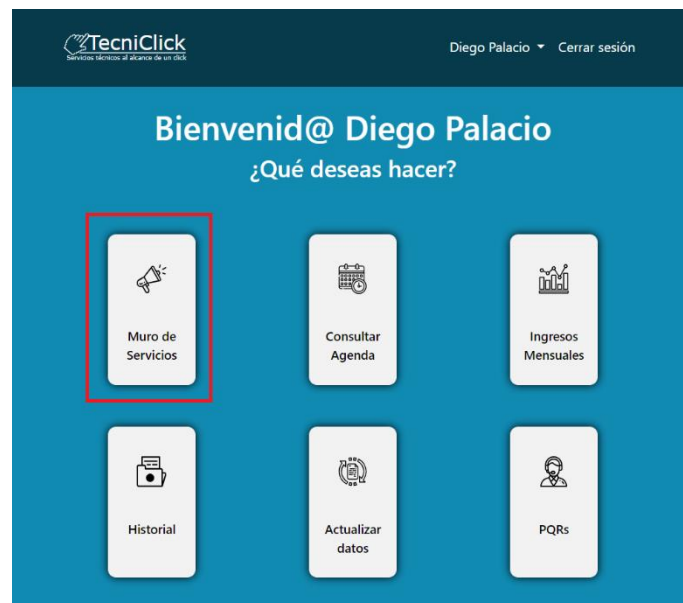 TecniClick
Servicios técnicos al alcance de un click
Diego Palacio
Cerrar sesión
Bienvenid@ Diego Palacio
¿Qué deseas hacer?
Muro de
Servicios
Consultar
Agenda
Ingresos
Mensuales
Historial
Actualizar
datos
PQRs